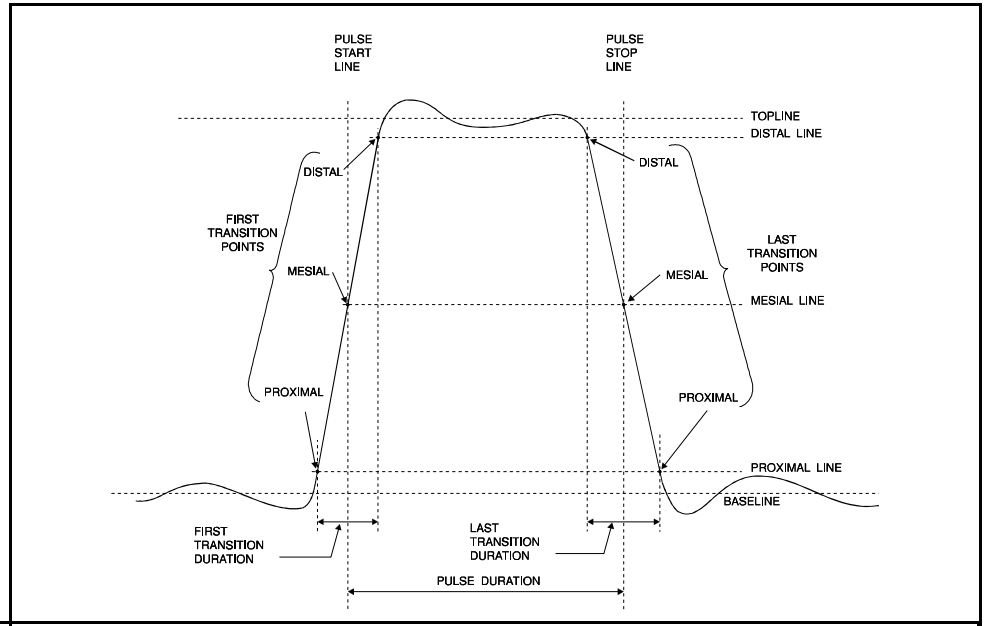 PULSE
START
LINE
PULSE
STOP
LINE
TOPLINE
DISTAL LINE
DISTAL
DISTAL
FIRST
TRANSITION
POINTS
LAST
TRANSITION
POINTS
MESIAL
MESIAL
MESIAL LINE
PROXIMAL
PROXIMAL
PROXIMAL LINE
BASELINE
FIRST
TRANSITION
DURATION
LAST
TRANSITION
DURATION
PULSE DURATION